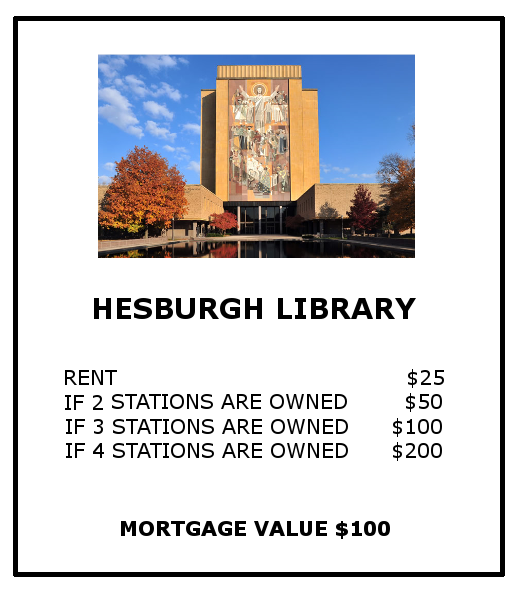 HESBURGH LIBRARY
RENT $25
IF 2 STATIONS ARE OWNED $50
IF 3 STATIONS ARE OWNED $100
IF 4 STATIONS ARE OWNED $200
MORTGAGE VALUE $100